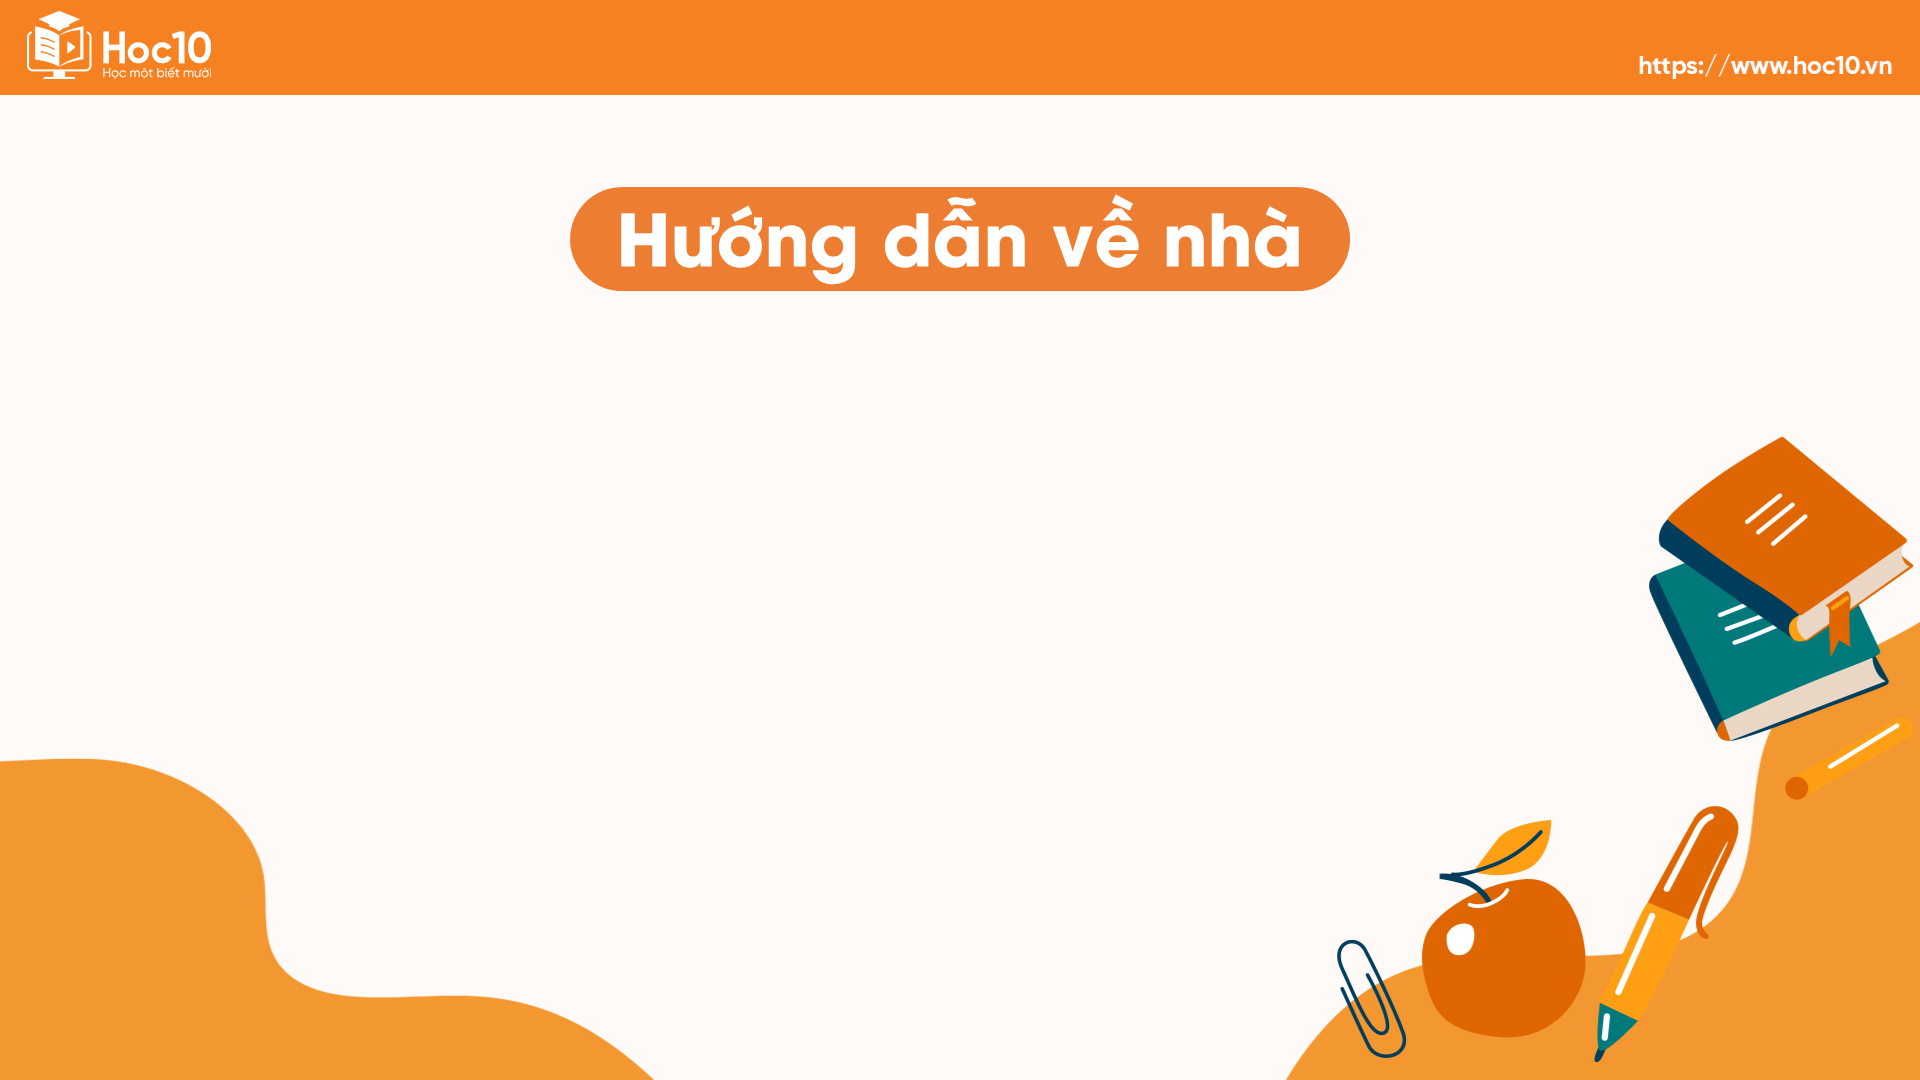 Hoc10
Học một biết mười
https://www.hoc10.vn
Hướng dẫn về nhà